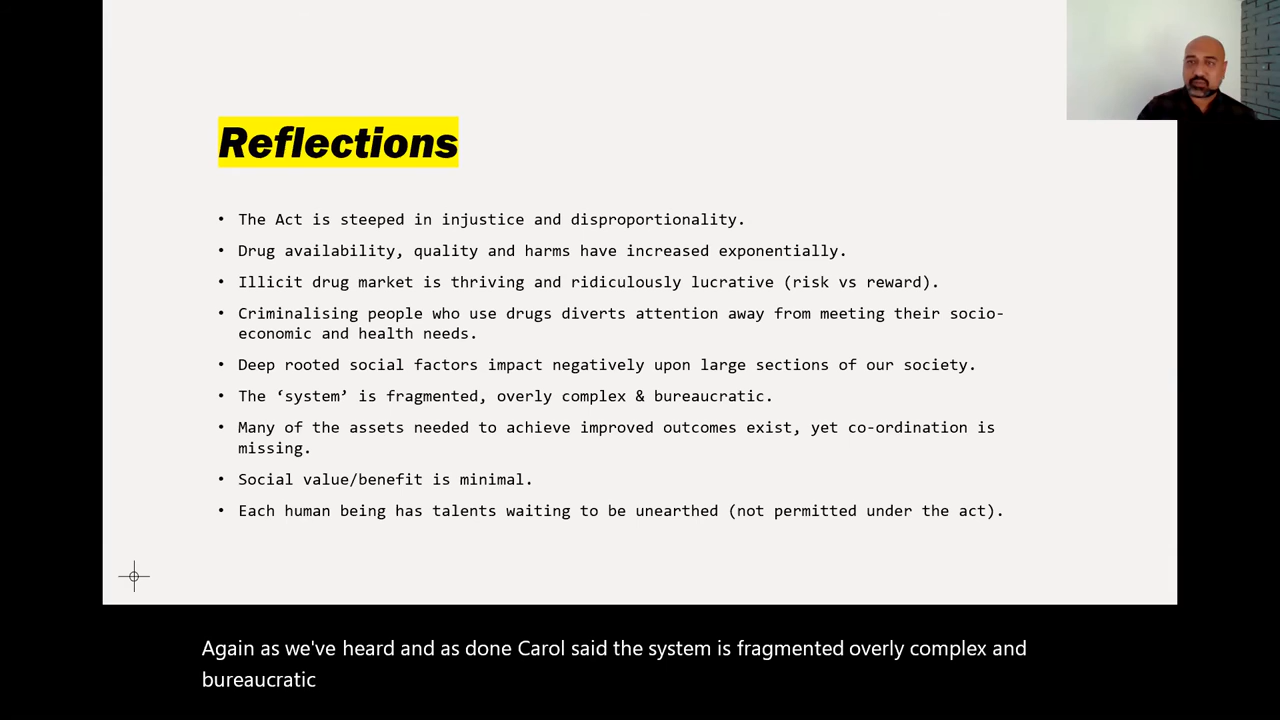 Reflections
• The Act is steeped in injustice and disproportionality.
• Drug availability, quality and harms have increased exponentially.
• Illicit drug market is thriving and ridiculously lucrative (risk vs reward).
• Criminalising people who use drugs diverts attention away from meeting their socio-
economic and health needs.
• Deep rooted social factors impact negatively upon large sections of our society.
• The ‘system’ is fragmented, overly complex & bureaucratic.
• Many of the assets needed to achieve improved outcomes exist, yet co-ordination is
missing.
• Social value/benefit is minimal.
• Each human being has talents waiting to be unearthed (not permitted under the act).
Again as we've heard and as done Carol said the system is fragmented overly complex and
bureaucratic